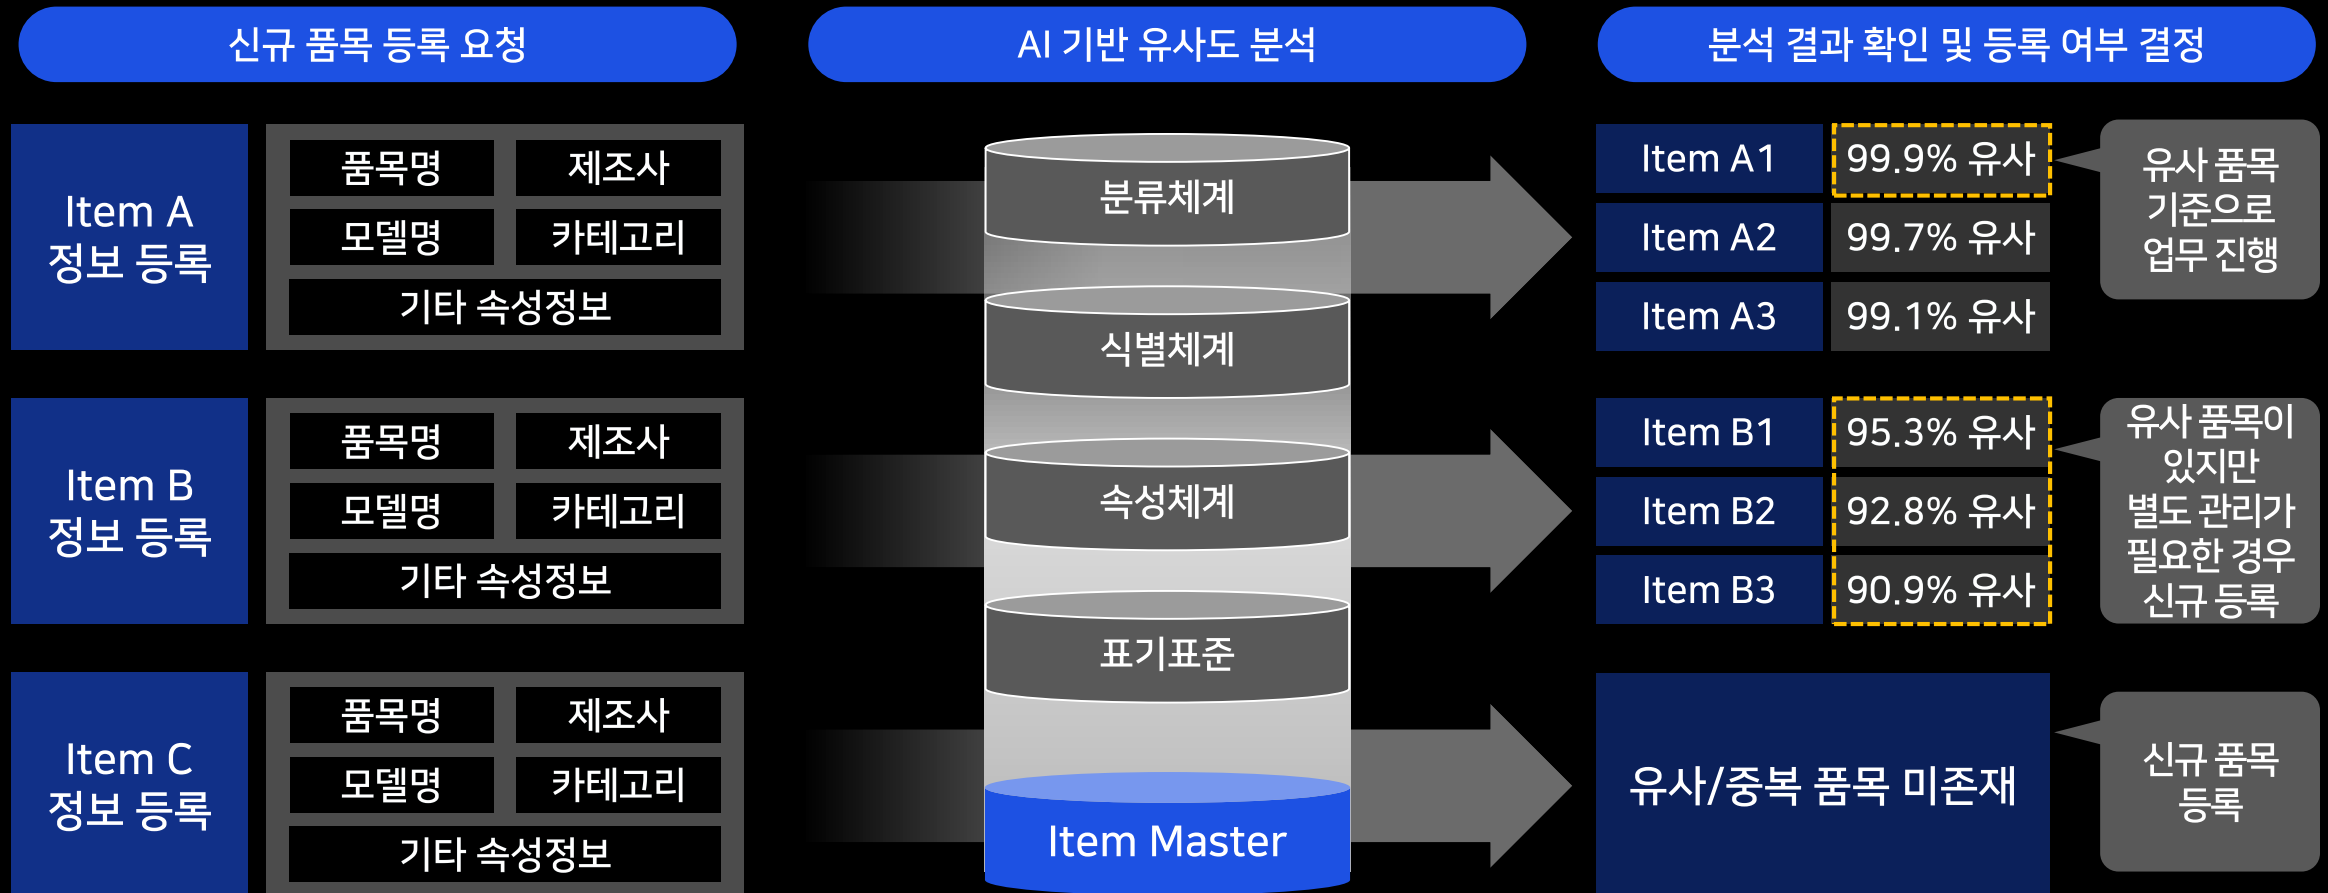 신규 품목 등록 요청
AI 기반 유사도 분석
분석 결과 확인 및 등록 여부 결정
Item A
정보 등록
품목명
제조사
모델명
카테고리
기타 속성정보
Item B
정보 등록
품목명
제조사
모델명
카테고리
기타 속성정보
Item C
정보 등록
품목명
제조사
모델명
카테고리
기타 속성정보
분류체계
식별체계
속성체계
표기표준
Item Master
Item A1
99.9% 유사
Item A2
99.7% 유사
Item A3
99.1% 유사
유사 품목
기준으로
업무 진행
Item B1
95.3% 유사
Item B2
92.8% 유사
Item B3
90.9% 유사
유사 품목이
있지만
별도 관리가
필요한 경우
신규 등록
유사/중복 품목 미존재
신규 품목
등록